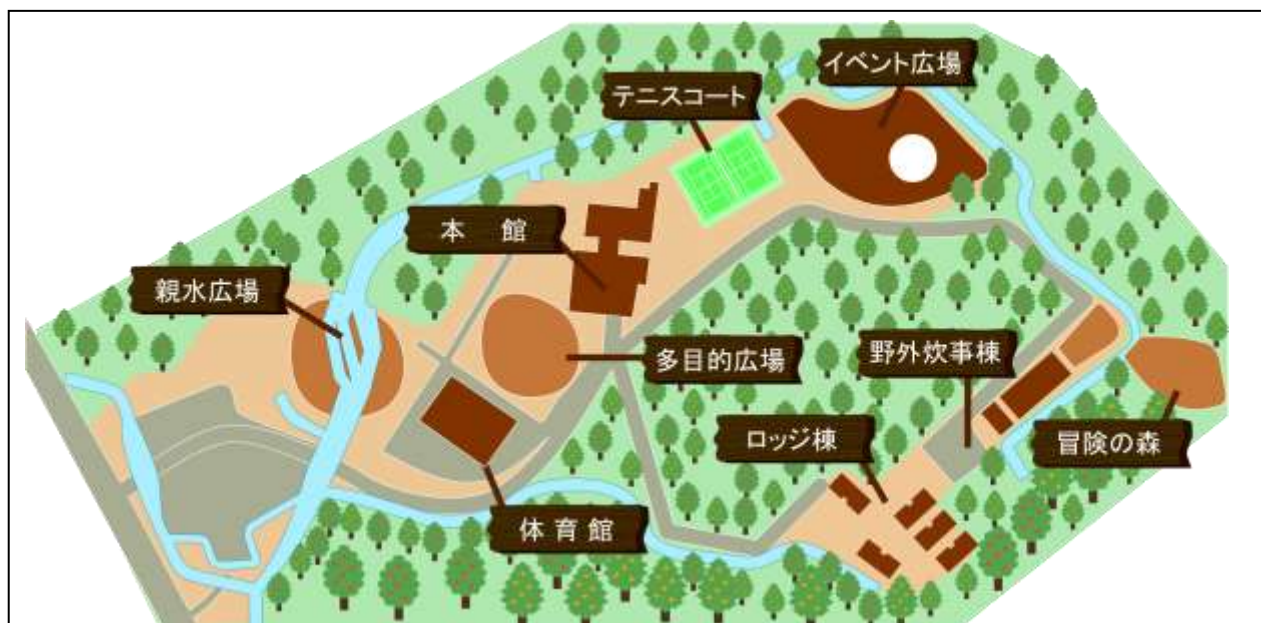 イベント広場
テニスコート
本 館
親水広場
多目的広場
野外炊事棟
ロッジ棟
冒険の森
体 育 館